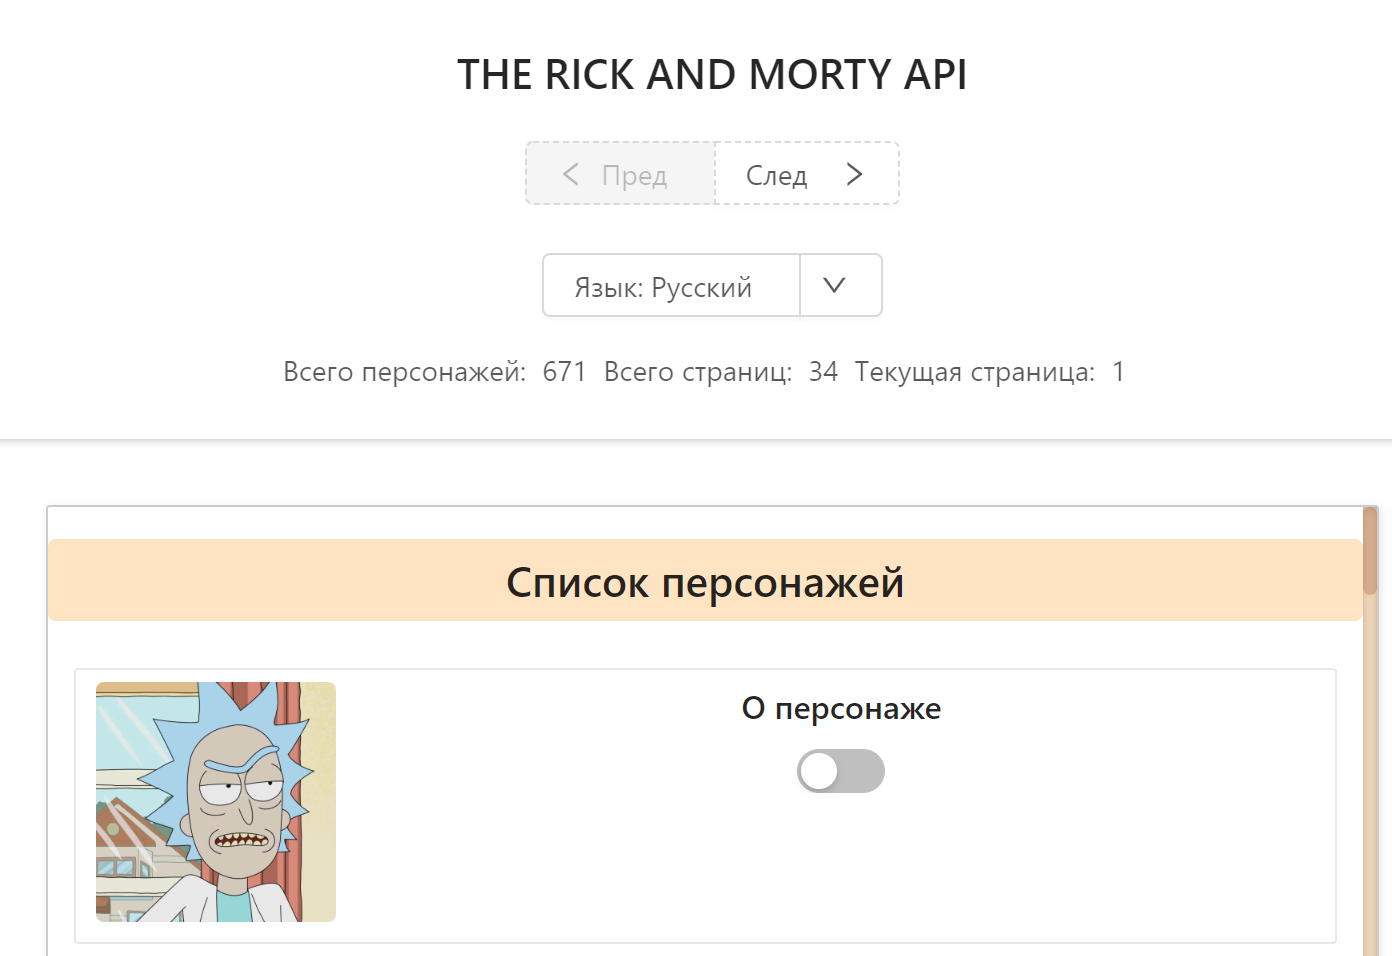 THE RICK AND MORTY API
Пред След
Язык: Русский
Всего персонажей: 671 Всего страниц: 34 Текущая страница: 1
Список персонажей
О персонаже